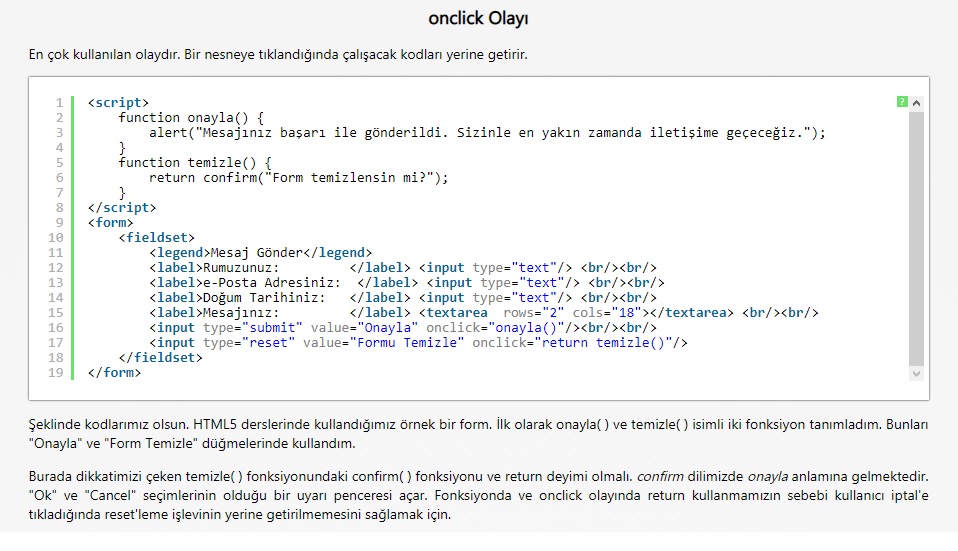 onclick Olayı
En çok kullanılan olaydır. Bir nesneye tıklandığında çalışacak kodları yerine getirir.
?
1 <script>
2 function onayla() {
3 alert("Mesajınız başarı ile gönderildi. Sizinle en yakın zamanda iletişime geçeceğiz.");
4 }
5 function temizle() {
6 return confirm("Form temizlensin mi?");
7 }
8 </script>
9 <form>
10 <fieldset>
11 <legend>Mesaj Gönder</legend>
12 <label>Rumuzunuz: </label> <input type="text"/> <br/><br/>
13 <label>e-Posta Adresiniz: </label> <input type="text"/> <br/><br/>
14 <label>Doğum Tarihiniz: </label> <input type="text"/> <br/><br/>
15 <label>Mesajınız: </label> <textarea rows="2" cols="18"></textarea> <br/><br/>
16 <input type="submit" value="Onayla" onclick="onayla()"/><br/><br/>
17 <input type="reset" value="Formu Temizle" onclick="return temizle()"/>
18 </fieldset>
19 </form>
Şeklinde kodlarımız olsun. HTML5 derslerinde kullandığımız örnek bir form. İlk olarak onayla( ) ve temizle( ) isimli iki fonksiyon tanımladım. Bunları
"Onayla" ve "Form Temizle" düğmelerinde kullandım.
Burada dikkatimizi çeken temizle( ) fonksiyonundaki confirm( ) fonksiyonu ve return deyimi olmalı. confirm dilimizde onayla anlamına gelmektedir.
"Ok" ve "Cancel" seçimlerinin olduğu bir uyarı penceresi açar. Fonksiyonda ve onclick olayında return kullanmamızın sebebi kullanıcı iptal'e
tıkladığında reset'leme işlevinin yerine getirilmemesini sağlamak için.